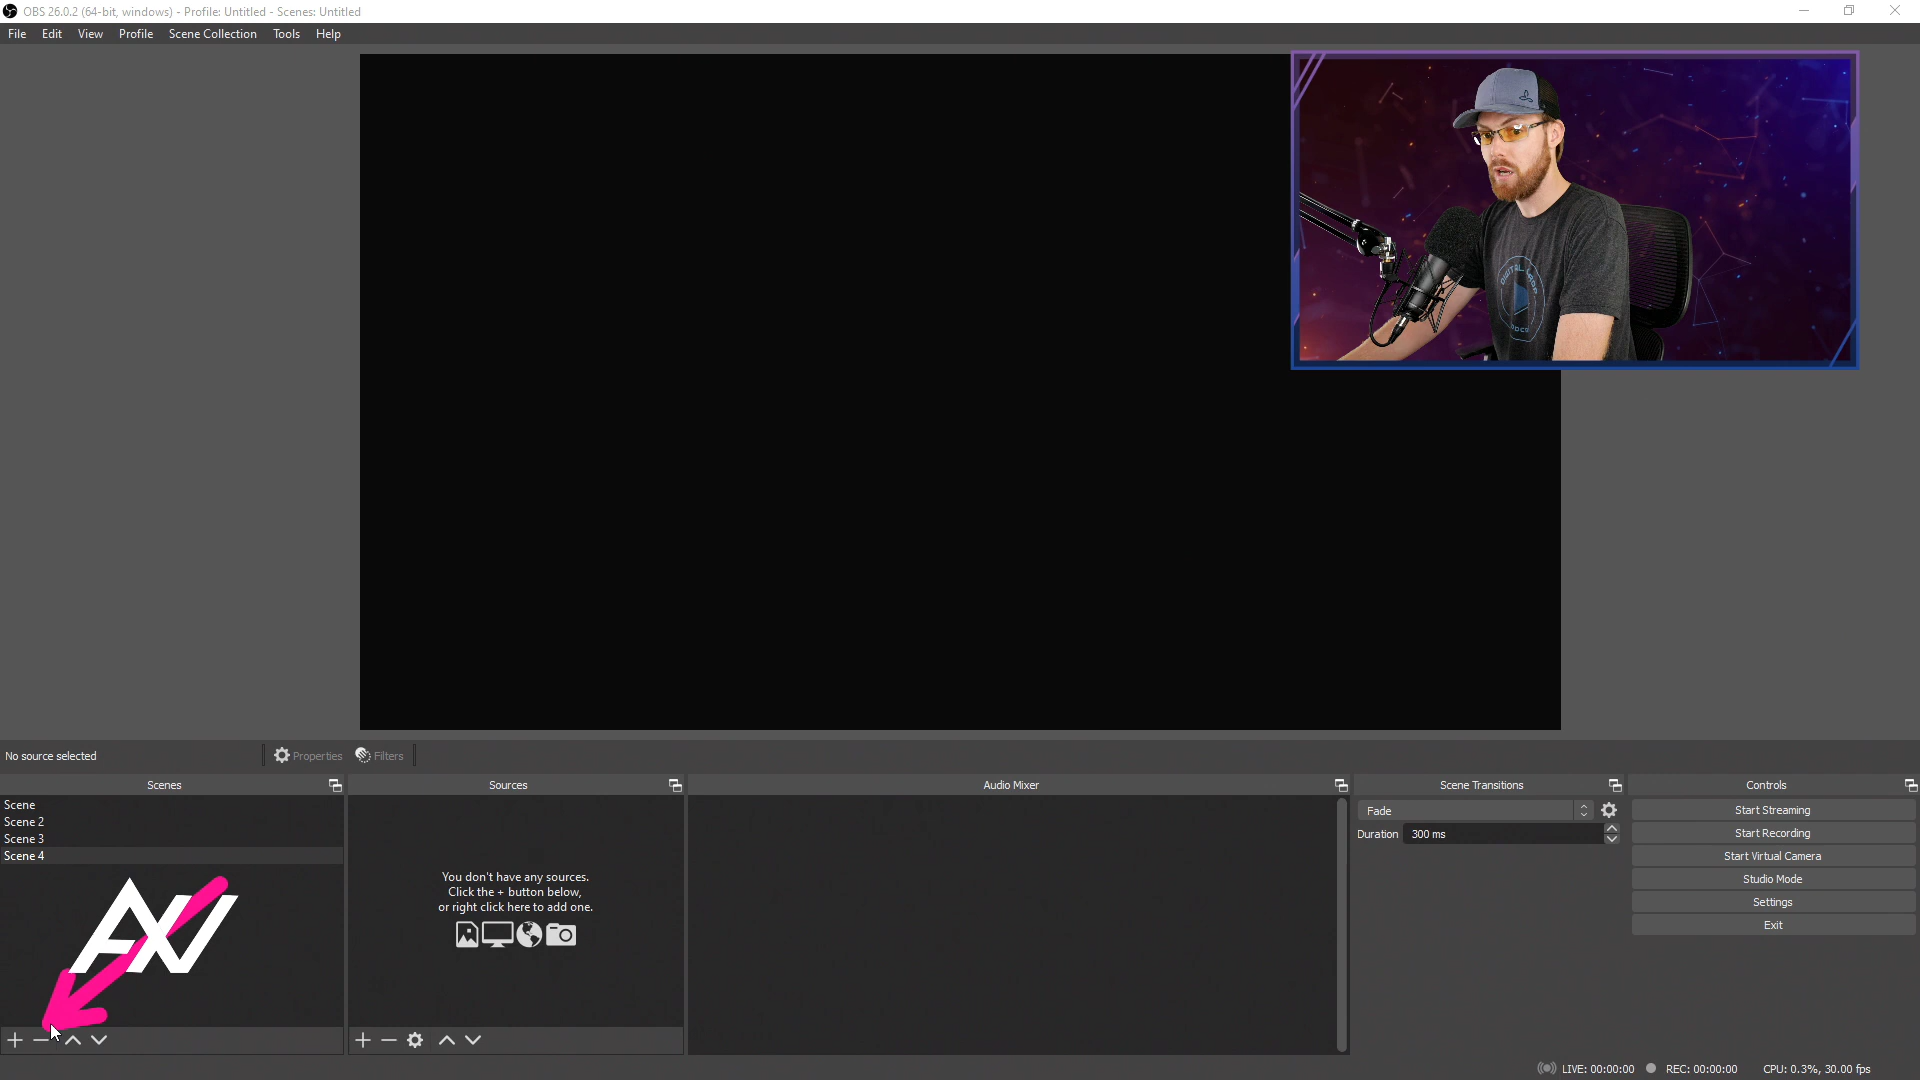 OBS 26.0.2 (64-bit, windows) - Profile: Untitled - Scenes: Untitled
File Edit View Profile Scene Collection Tools Help
No source selected
Properties
Filters
Scenes
Sources
Audio Mixer
Scene Transitions
Controls
Scene
Scene 2
Scene 3
Scene 4
You don't have any sources.
Click the + button below,
or right click here to add one.
Fade
Duration 300 ms
Start Streaming
Start Recording
Start Virtual Camera
Studio Mode
Settings
Exit
LIVE: 00:00:00
REC: 00:00:00
CPU: 0.3%, 30.00 fps